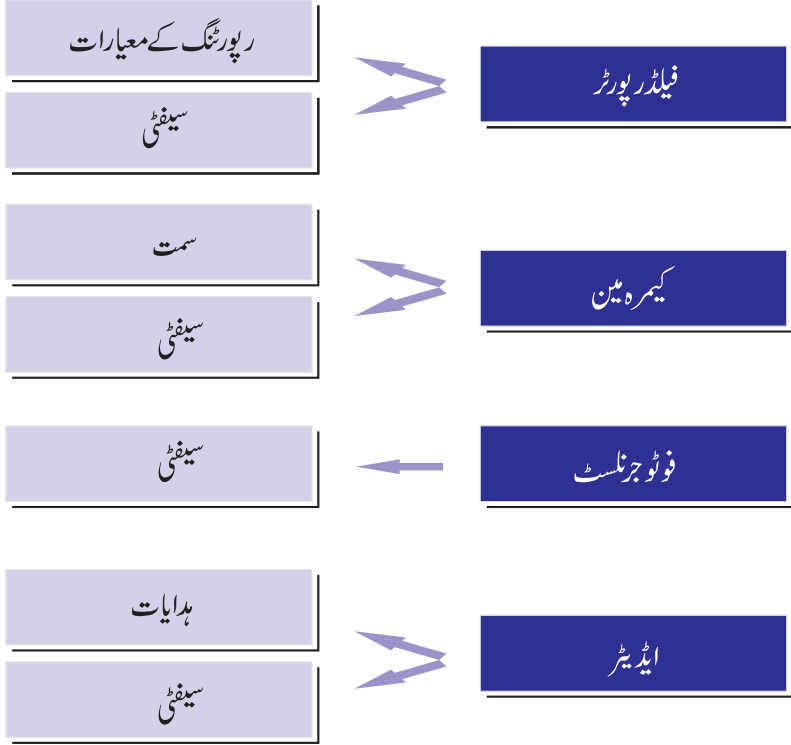 فیلڈ رپورٹر
رپورٹنگ کے معیارات
سیفٹی
کیمرہ مین
سمت
سیفٹی
فوٹو جرنلسٹ
سیفٹی
ایڈیٹر
ہدایات
سیفٹی